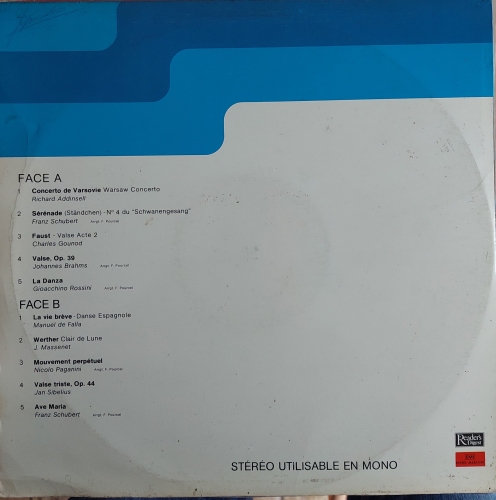 FACE A
1 Concerto de Varsovie Warsaw Concerto
Richard Addinsell
2 Sérénade (Ständchen) - N° 4 du "Schwanengesang"
Franz Schubert Arrgt F. Pourcel
3 Faust - Valse Acte 2
Charles Gounod
4 Valse, Op. 39
Johannes Brahms Arrgt F. Pourcel
5 La Danza
Gioacchino Rossini Arrgt F. Pourcel
FACE B
1 La vie brève - Danse Espagnole
Manuel de Falla
2 Werther Clair de Lune
J. Massenet
3 Mouvement perpétuel
Nicolo Paganini Arrgt F. Pourcel
4 Valse triste, Op. 44
Jan Sibelius
5 Ave Maria
Franz Schubert Arrgt F. Pourcel
Reader's
Digest
STÉRÉO UTILISABLE EN MONO